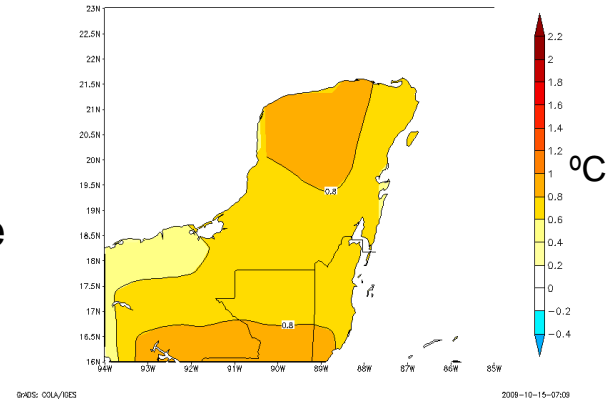 23N
22.5N
22N
21.5N
21N
20.5N
20N
19.5N
19N
18.5N
18N
17.5N
17N
16.5N
16N
94W 93W 92W 91W 90W 89W 88W 87W 86W 85W
0.8
0.8
2.2
2
1.8
1.6
1.4
1.2
1
0.8
0.6
0.4
0.2
0
-0.2
-0.4
ºC
e
GrADS: COLA/IGES
2009-10-15-07:09